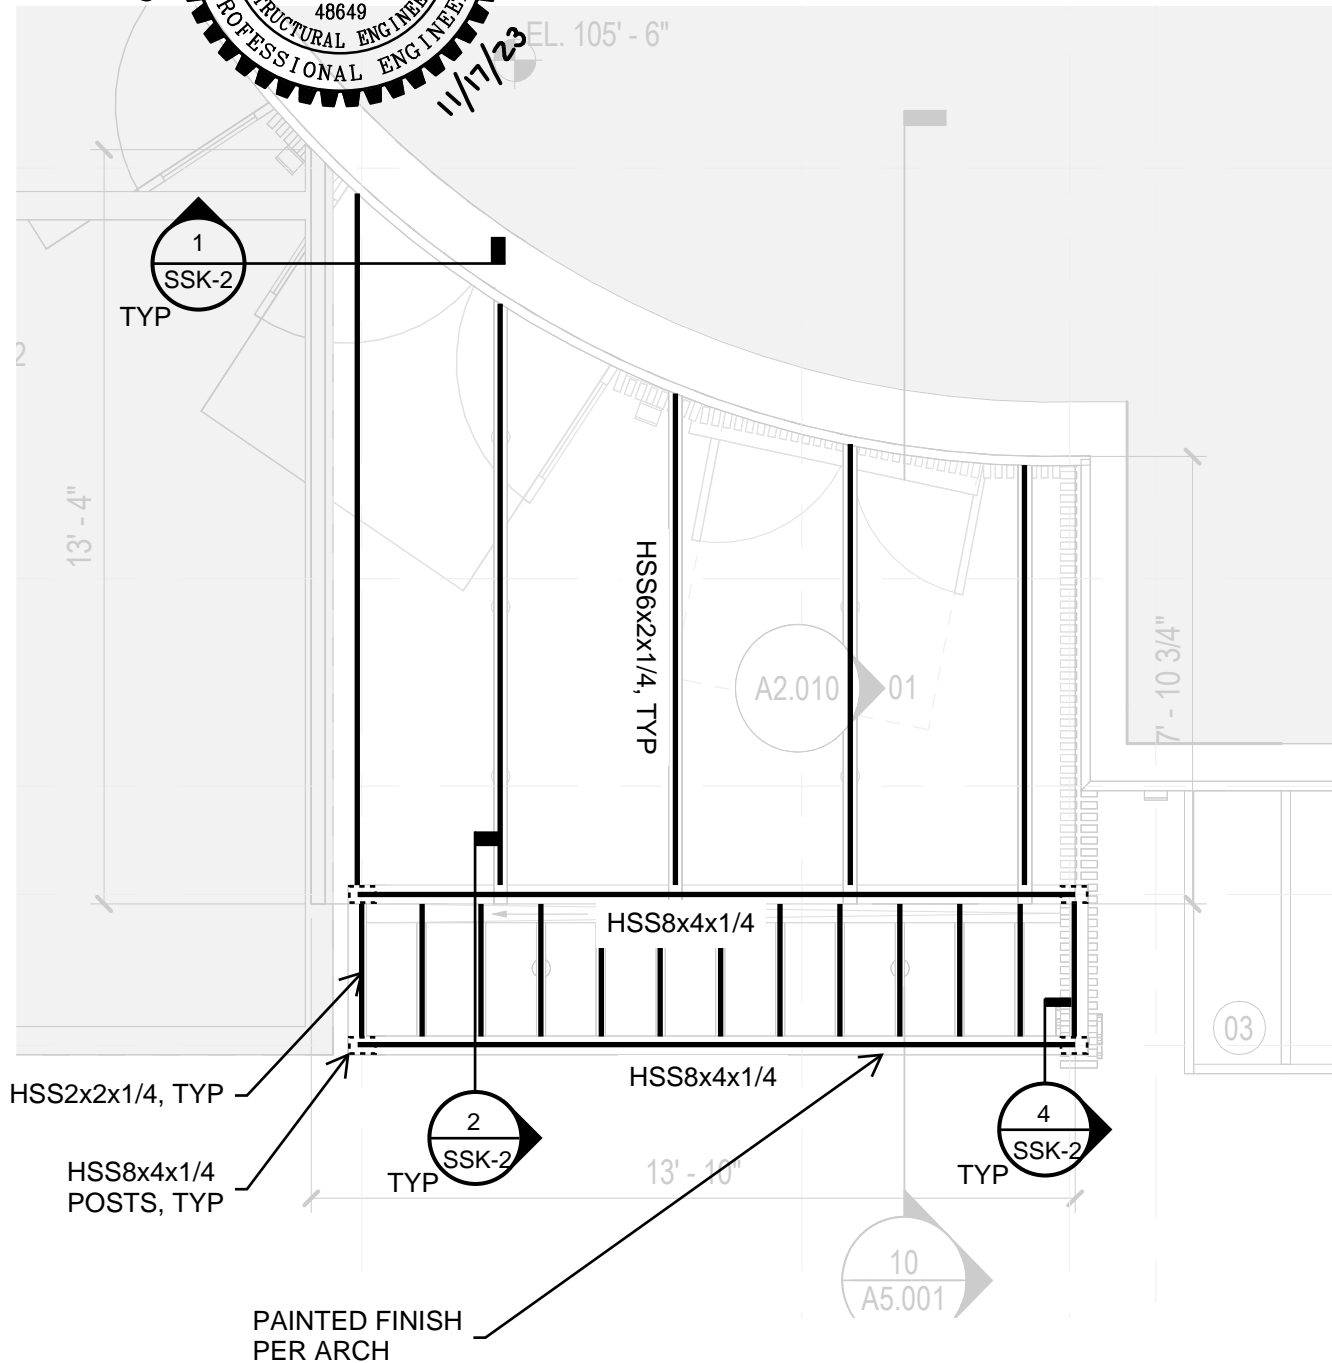 48649
STRUCTURAL ENGINEER
PROFESSIONAL ENGINEER
11/17/23
EL. 105' - 6"
1
SSK-2
TYP
2
13' - 4"
HSS6x2x1/4, TYP
A2.010
01
7' - 10 3/4"
HSS8x4x1/4
03
HSS8x4x1/4
HSS2x2x1/4, TYP
HSS8x4x1/4
POSTS, TYP
2
SSK-2
TYP
4
SSK-2
TYP
13' - 10"
10
A5.001
PAINTED FINISH
PER ARCH